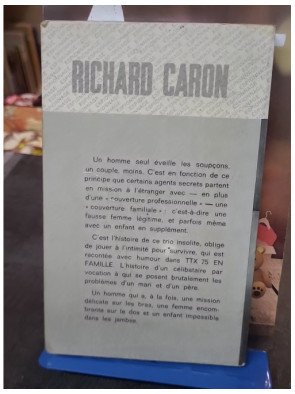 RICHARD CARON
Un homme seul éveille les soupçons,
un couple, moins. C'est en fonction de ce
principe que certains agents secrets partent
en mission à l'étranger avec — en plus
d'une « couverture professionnelle » — une
« couverture familiale » : c'est-à-dire une
fausse femme légitime, et parfois même
avec un enfant en supplément.
C'est l'histoire de ce trio insolite, obligé
de jouer à l'intimité pour survivre, qui est
racontée avec humour dans TTX 75 EN
FAMILLE. L'histoire d'un célibataire par
vocation à qui se posent brutalement les
problèmes d'un mari et d'un père.
Un homme qui a, à la fois, une mission
délicate sur les bras, une femme encom-
brante sur le dos et un enfant impossible
dans les jambes.